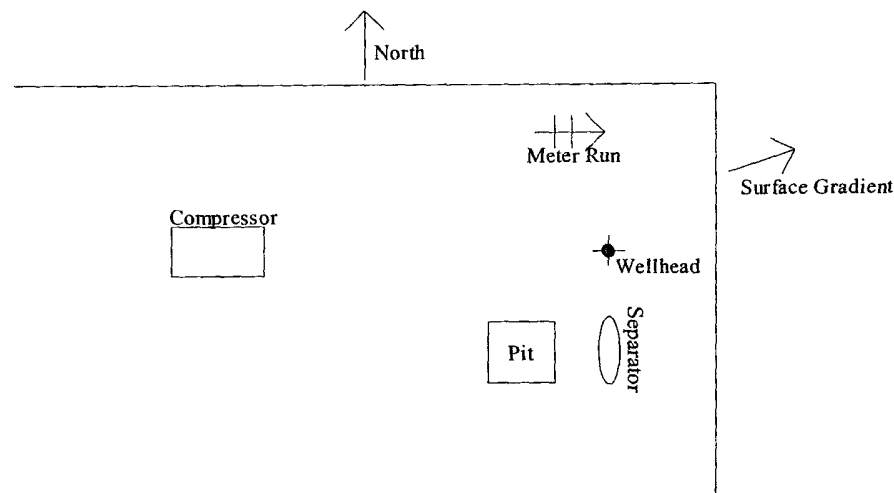 North
Meter Run
Surface Gradient
Compressor
Wellhead
Separator
Pit